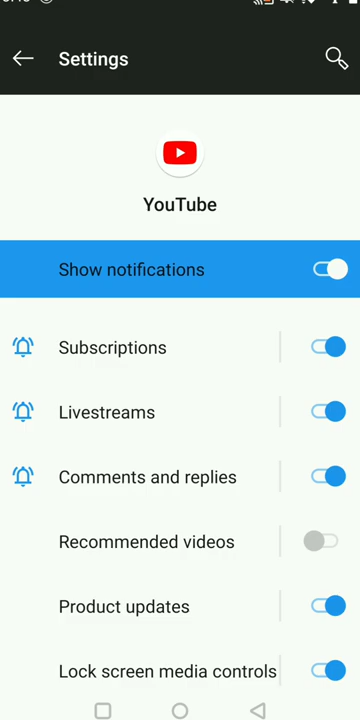 Settings
YouTube
Show notifications
Subscriptions
Livestreams
Comments and replies
Recommended videos
Product updates
Lock screen media controls